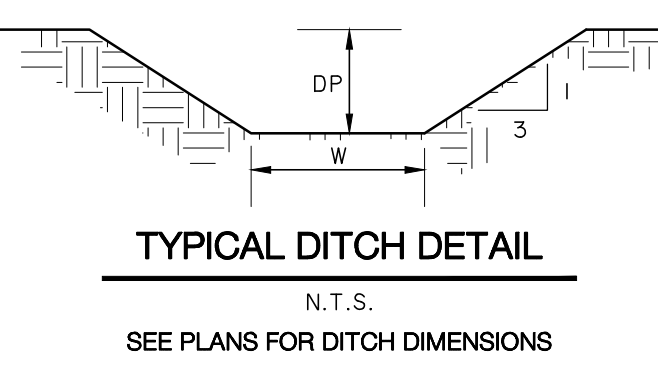 DP
1
3
W
TYPICAL DITCH DETAIL
N.T.S.
SEE PLANS FOR DITCH DIMENSIONS